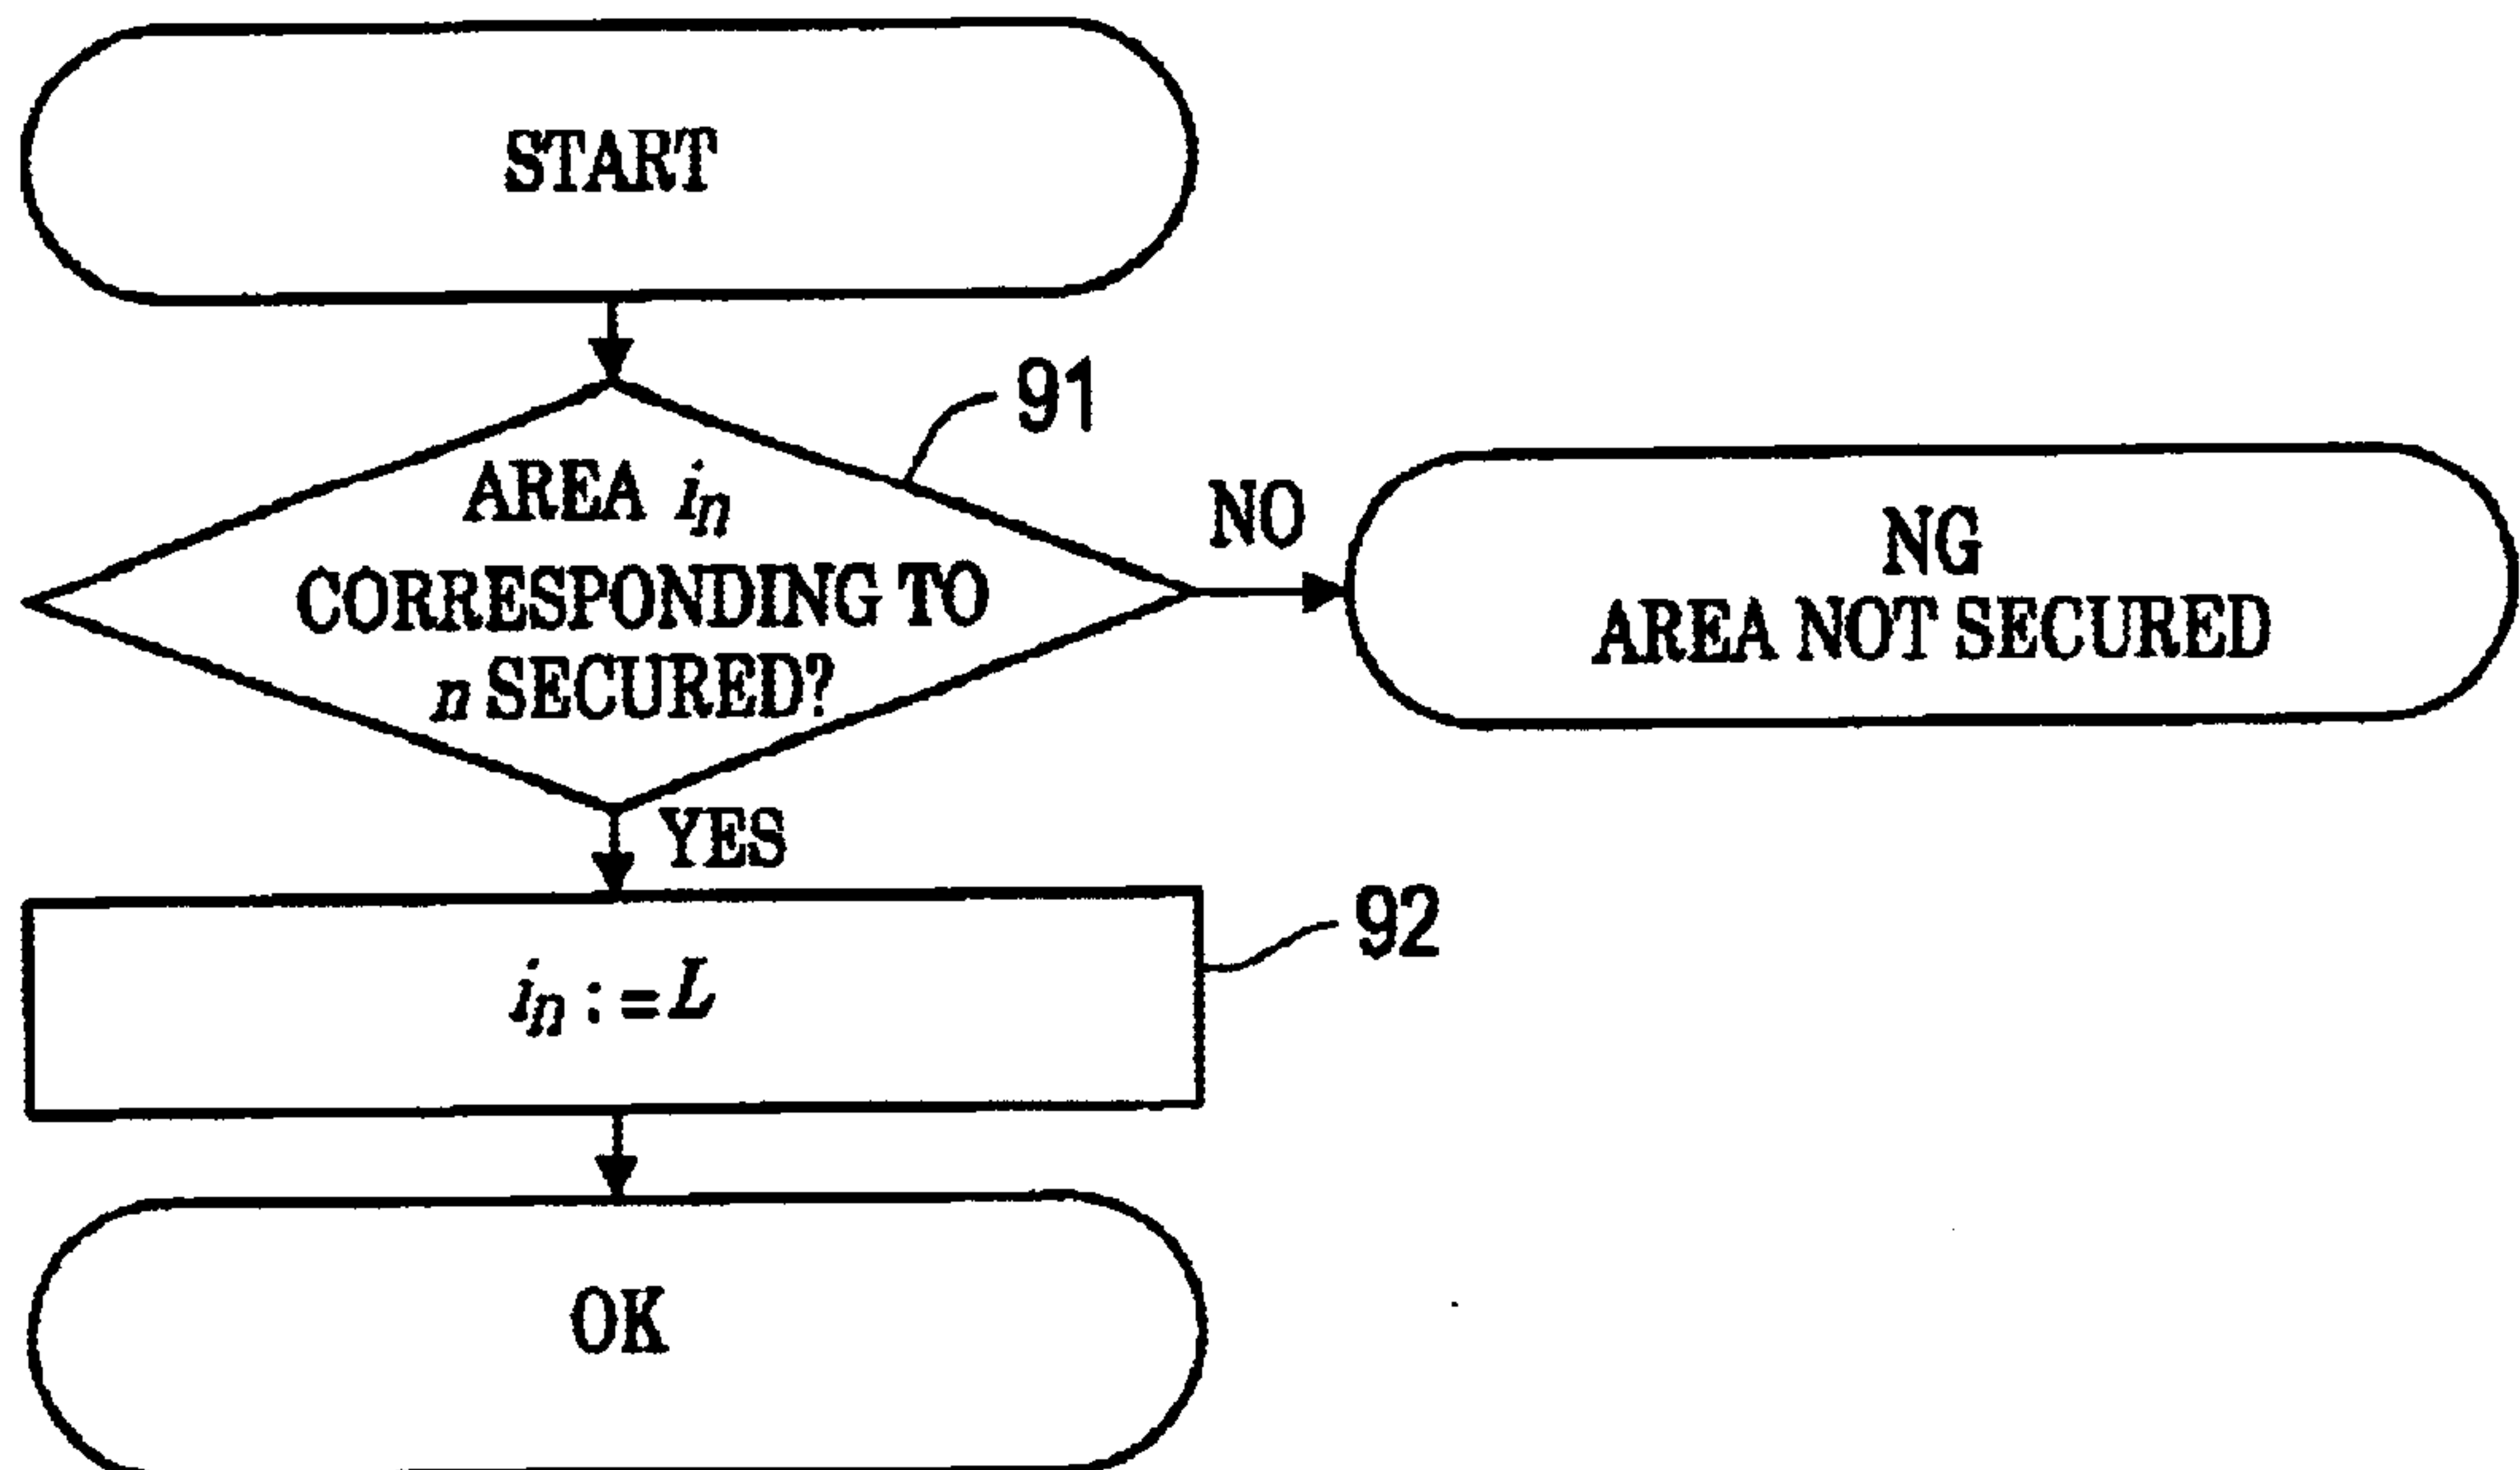 START
91
AREA in
CORRESPONDING TO
n SECURED?
NO
NG
AREA NOT SECURED
YES
92
in := L
OK